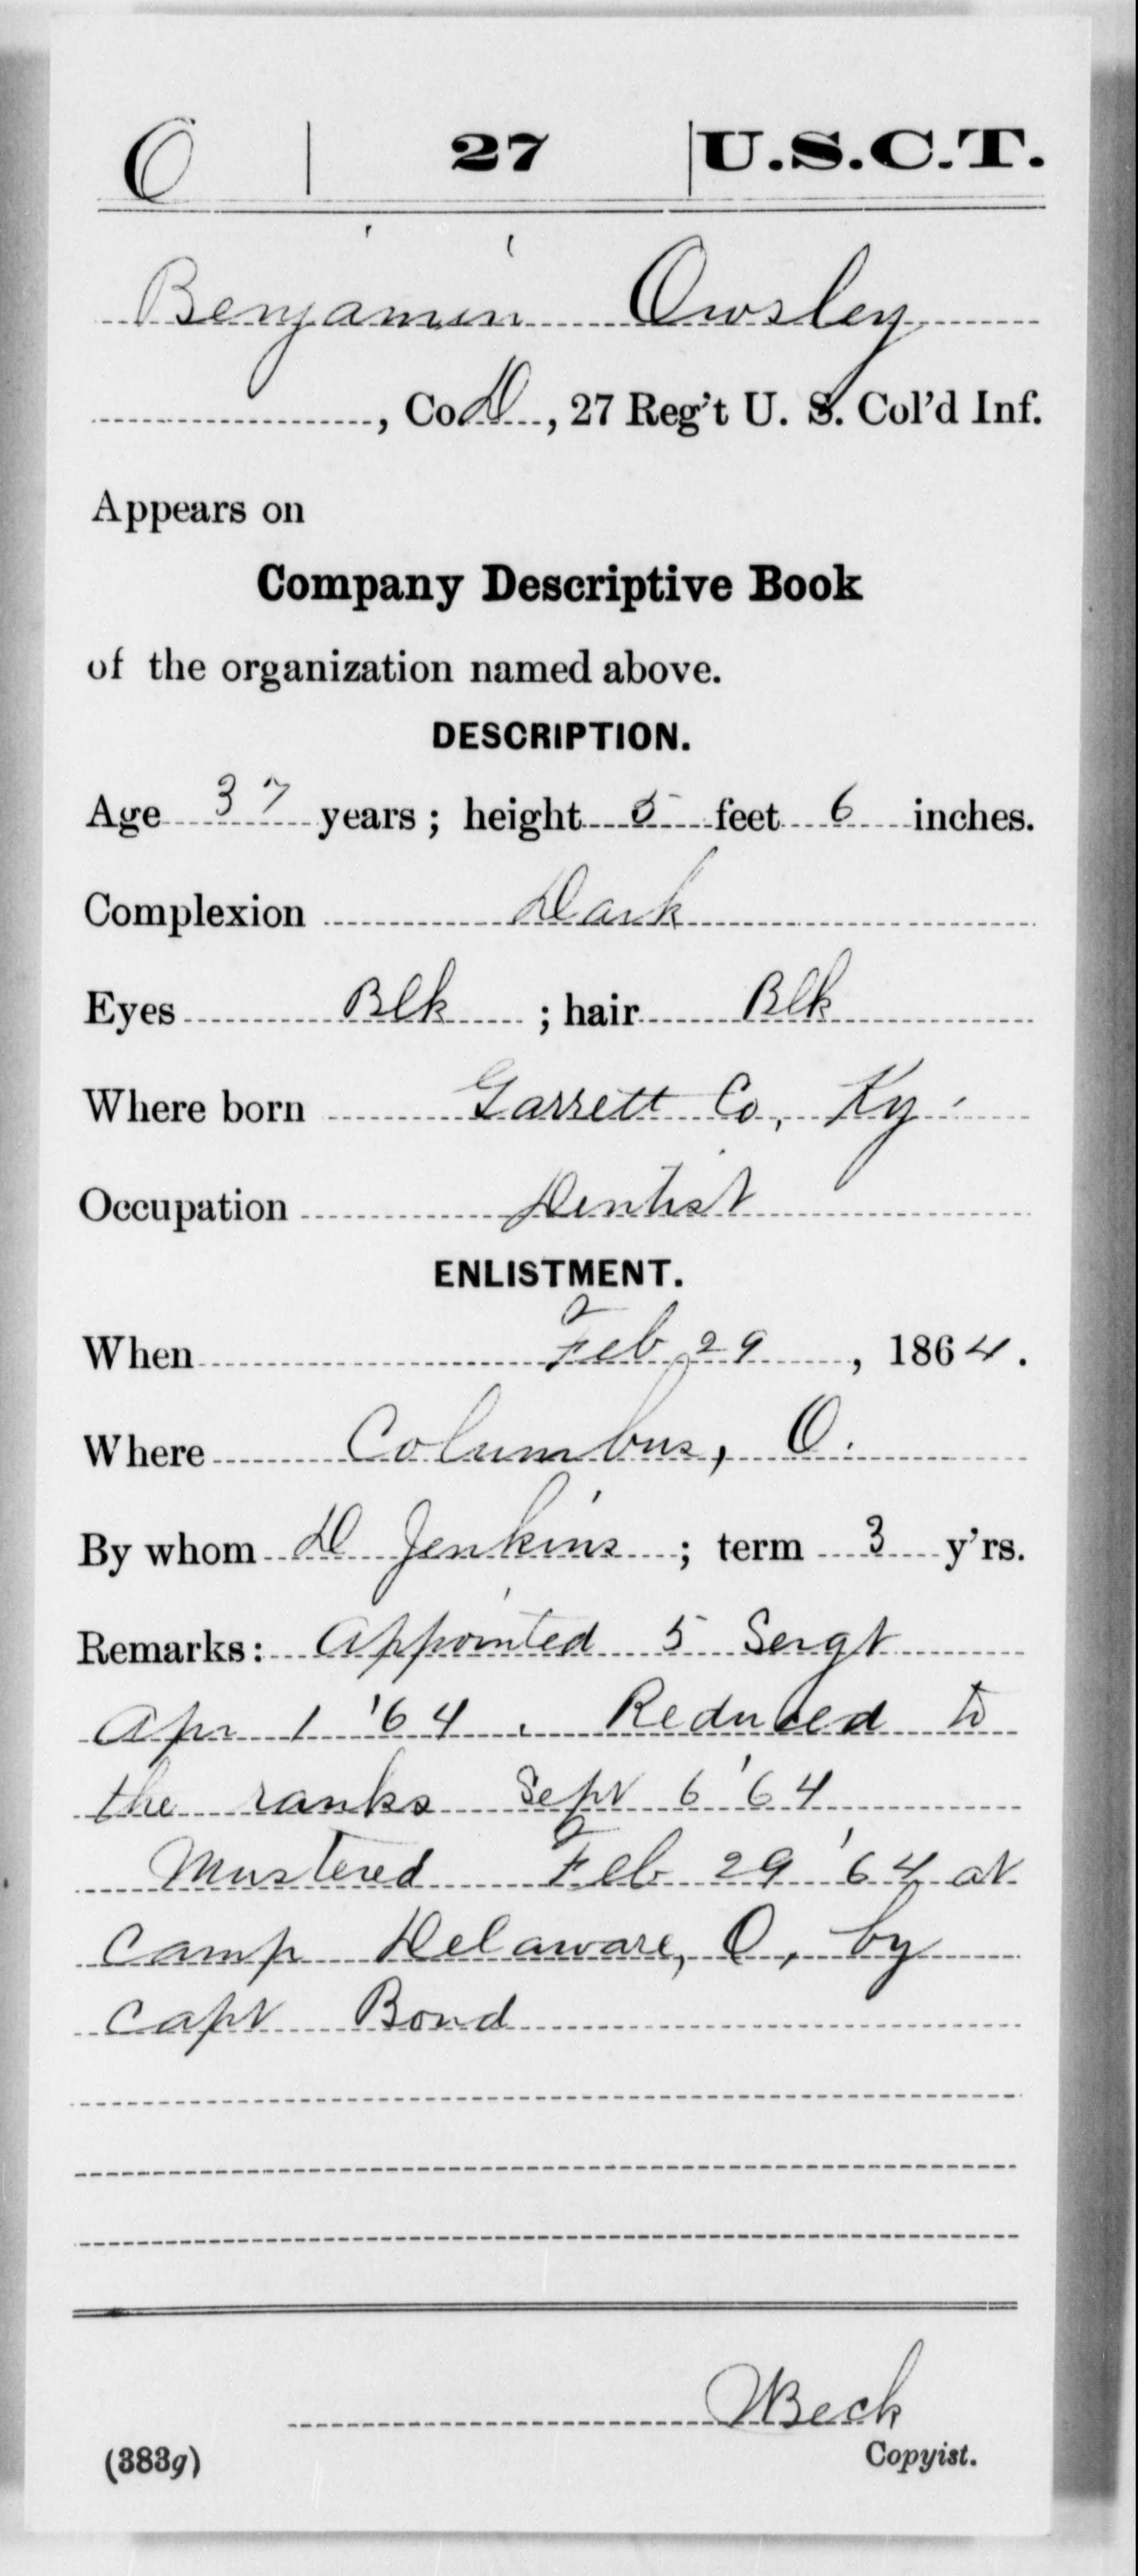 O | 27 | U.S.C.T.
Benjamin Owsley
, Co. D, 27 Reg't U. S. Col'd Inf.
Appears on
Company Descriptive Book
of the organization named above.
DESCRIPTION.
Age 37 years; height 5 feet 6 inches.
Complexion Dark
Eyes Blk; hair Blk
Where born Garrett Co, Ky.
Occupation Dentist
ENLISTMENT.
When Feb 29, 1864.
Where Columbus, O.
By whom D Jenkins; term 3 y'rs.
Remarks: Appointed 5 Sergt
Apr 1 '64. Reduced to
the ranks Sept 6 '64
Mustered Feb 29 '64 at
Camp Delaware, O, by
Capt Bond
Beck
(383g) Copyist.